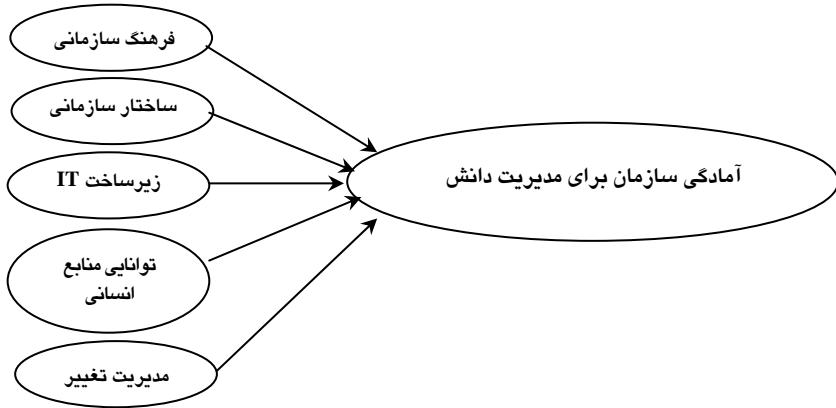 فرهنگ سازمانی
ساختار سازمانی
زیرساخت IT
توانایی منابع
انسانی
مدیریت تغییر
آمادگی سازمان برای مدیریت دانش